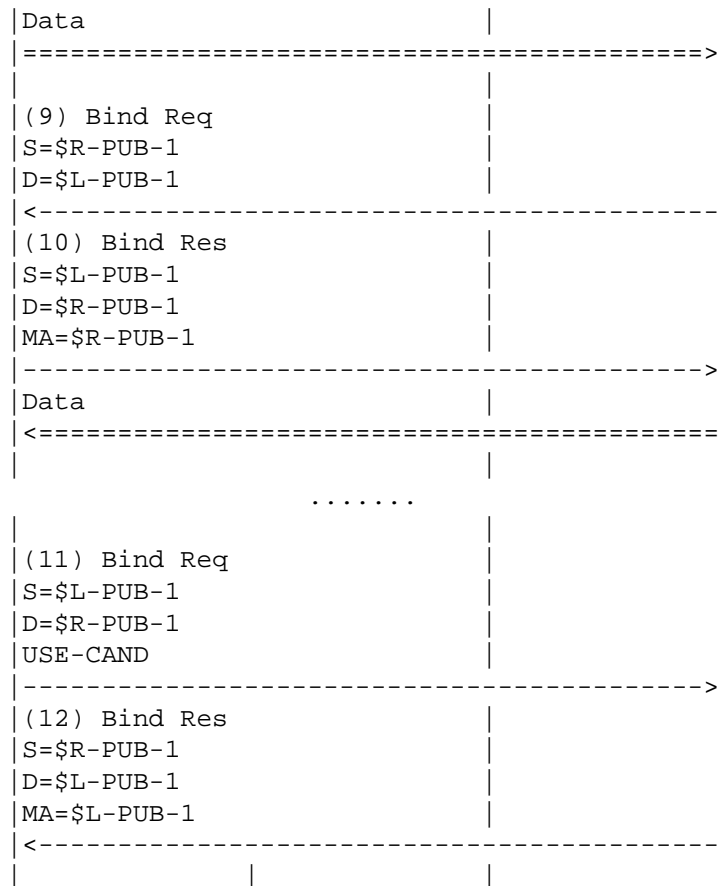 |Data                         |
|===========================================>
|                             |
|(9) Bind Req                 |
|S=$R-PUB-1                   |
|D=$L-PUB-1                   |
|<-------------------------------------------
|(10) Bind Res                |
|S=$L-PUB-1                   |
|D=$R-PUB-1                   |
|MA=$R-PUB-1                  |
|------------------------------------------->
|Data                         |
|<===========================================
|                             |
                   .......
|                             |
|(11) Bind Req                |
|S=$L-PUB-1                   |
|D=$R-PUB-1                   |
|USE-CAND                     |
|------------------------------------------->
|(12) Bind Res                |
|S=$R-PUB-1                   |
|D=$L-PUB-1                   |
|MA=$L-PUB-1                  |
|<-------------------------------------------
|              |              |